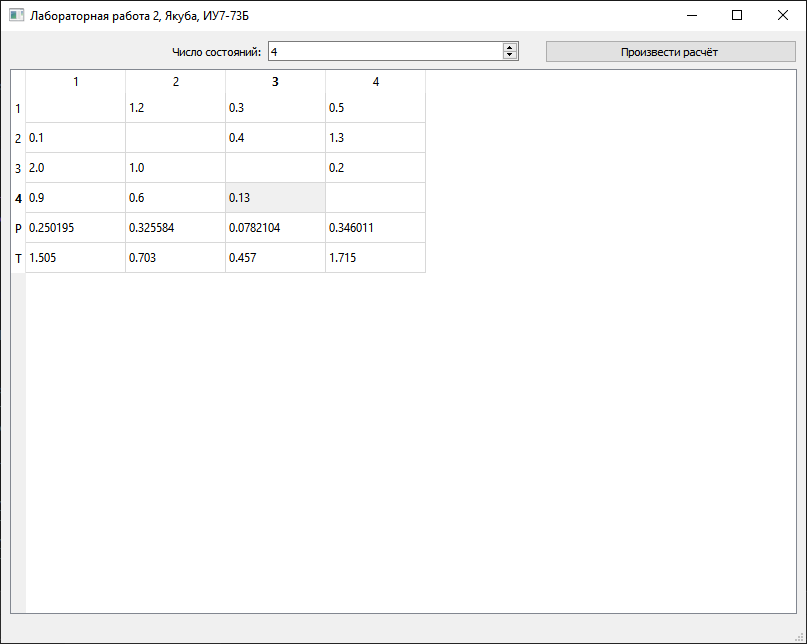 Лабораторная работа 2, Якуба, ИУ7-73Б
Число состояний: 4 Произвести расчёт
1 2 3 4
1 1.2 0.3 0.5
2 0.1 0.4 1.3
3 2.0 1.0 0.2
4 0.9 0.6 0.13
P 0.250195 0.325584 0.0782104 0.346011
T 1.505 0.703 0.457 1.715